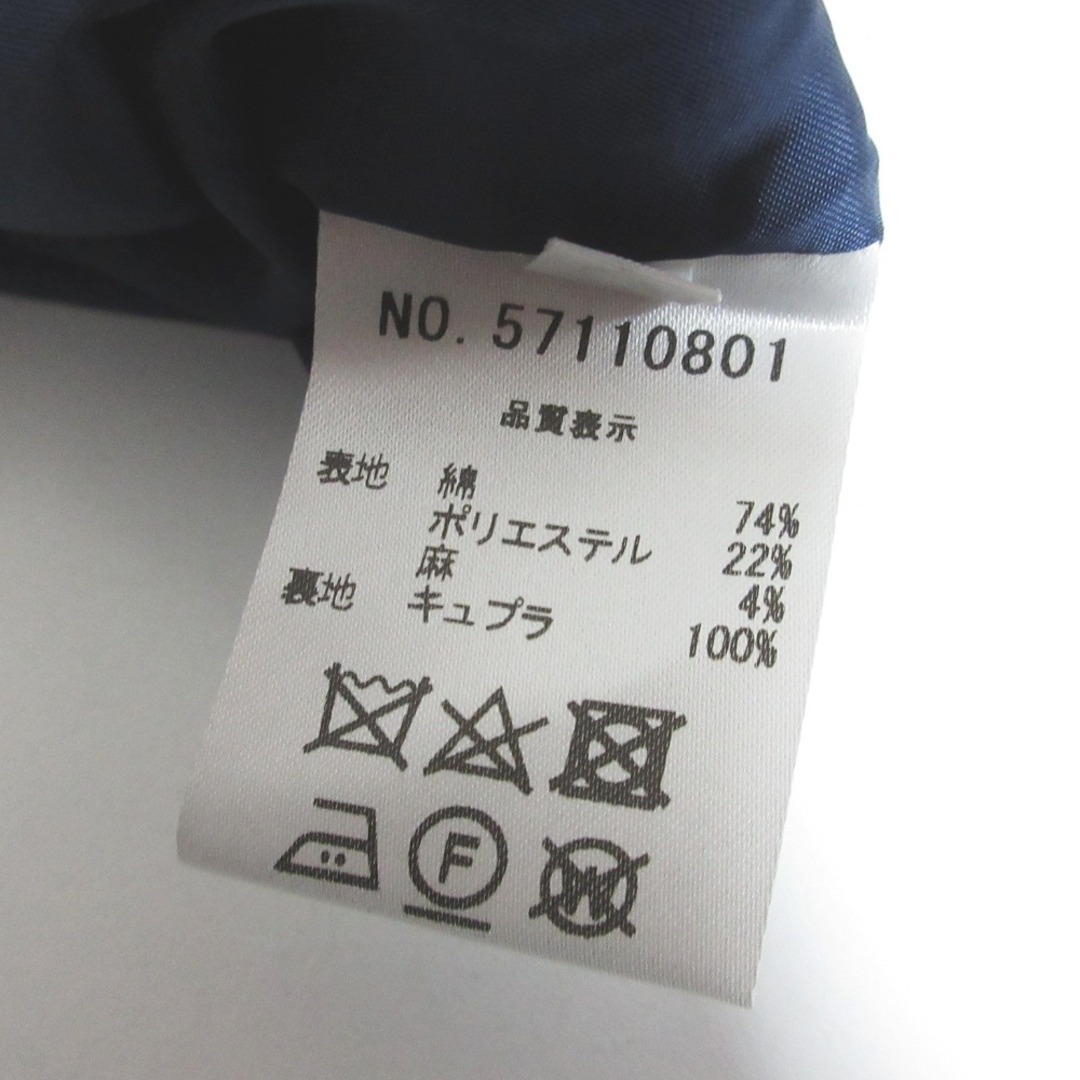 NO. 57110801
品質表示
表地 綿 74%
ポリエステル 22%
麻 4%
裏地 キュプラ 100%
F
W